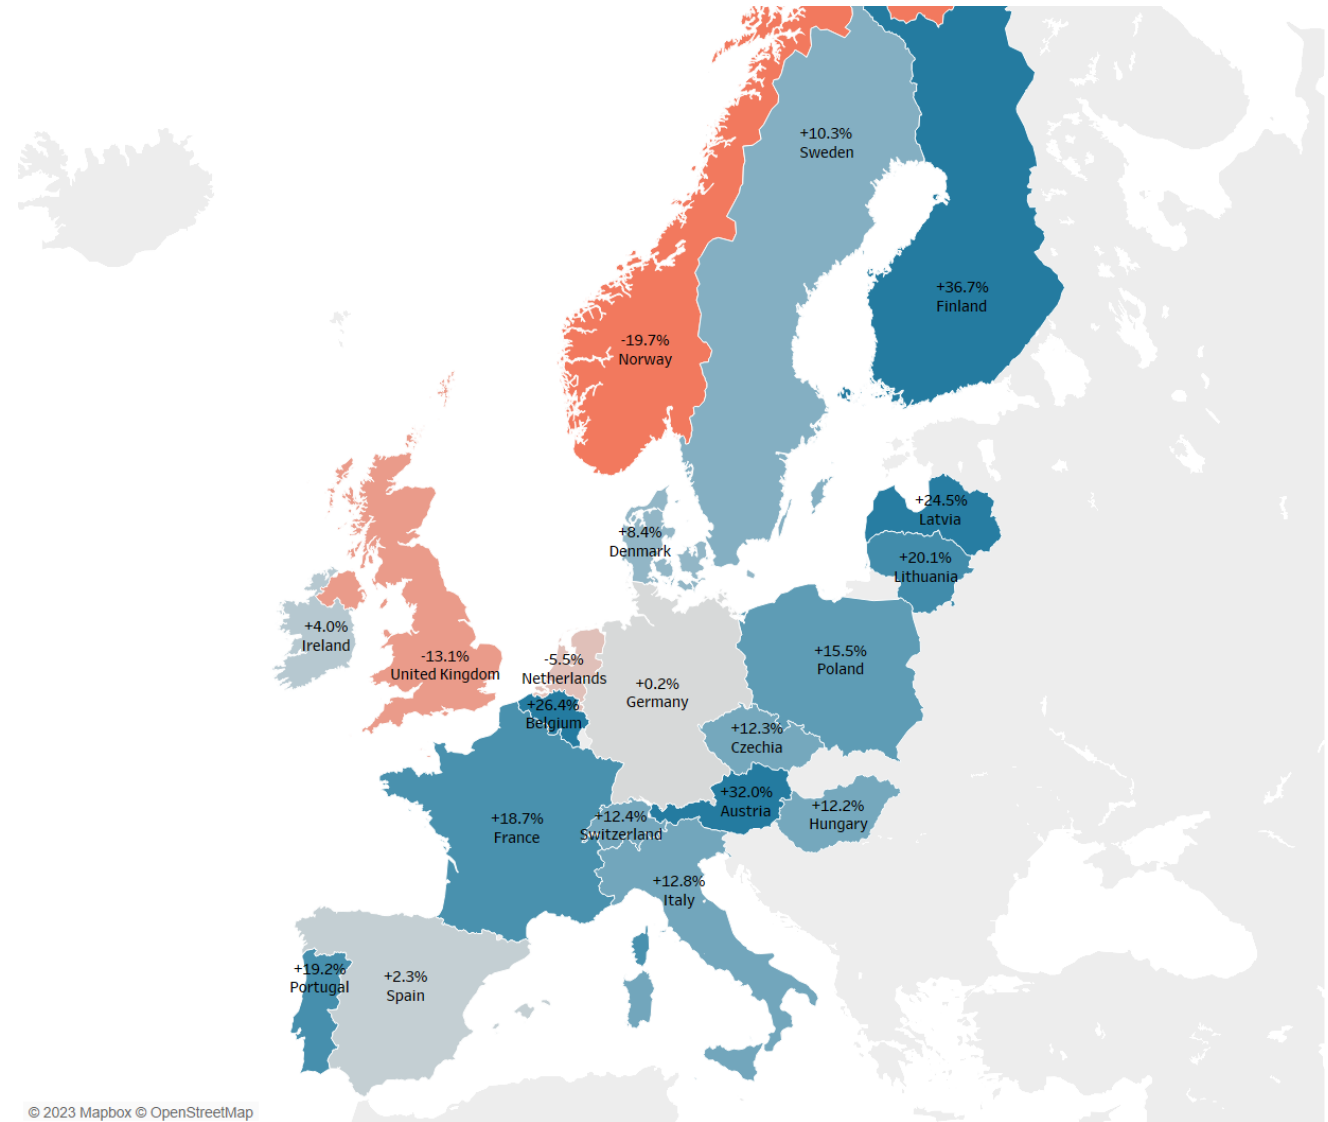 +10.3%
Sweden
+36.7%
Finland
-19.7%
Norway
+24.5%
Latvia
+8.4%
Denmark
+20.1%
Lithuania
+4.0%
Ireland
-13.1%
United Kingdom
-5.5%
Netherlands
+15.5%
Poland
+0.2%
Germany
+26.4%
Belgium
+12.3%
Czechia
+32.0%
Austria
+12.2%
Hungary
+18.7%
France
+12.4%
Switzerland
+12.8%
Italy
+19.2%
Portugal
+2.3%
Spain
© 2023 Mapbox © OpenStreetMap